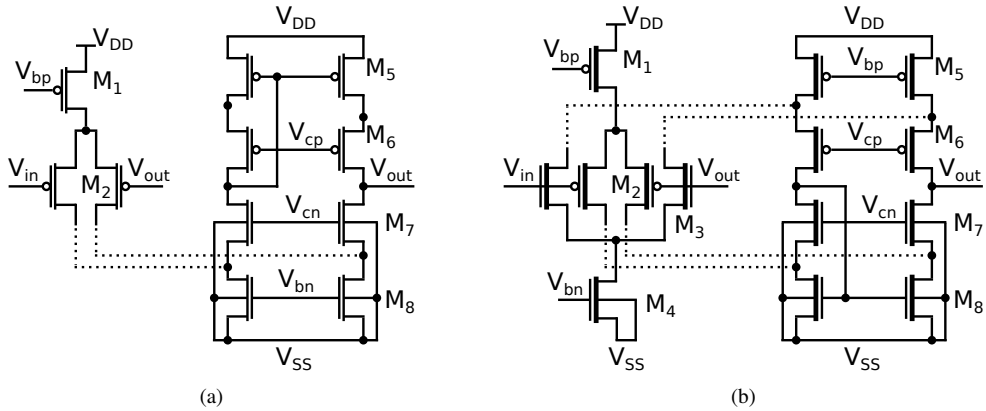 V_DD
V_DD
V_bp
M_1
M_5
V_cp
M_6
V_in
M_2
V_out
V_out
V_cn
M_7
V_bn
M_8
V_SS
(a)
V_DD
V_DD
V_bp
M_1
V_bp
M_5
V_cp
M_6
V_in
M_2
V_out
V_out
M_3
V_cn
M_7
V_bn
M_4
M_8
V_SS
V_SS
(b)